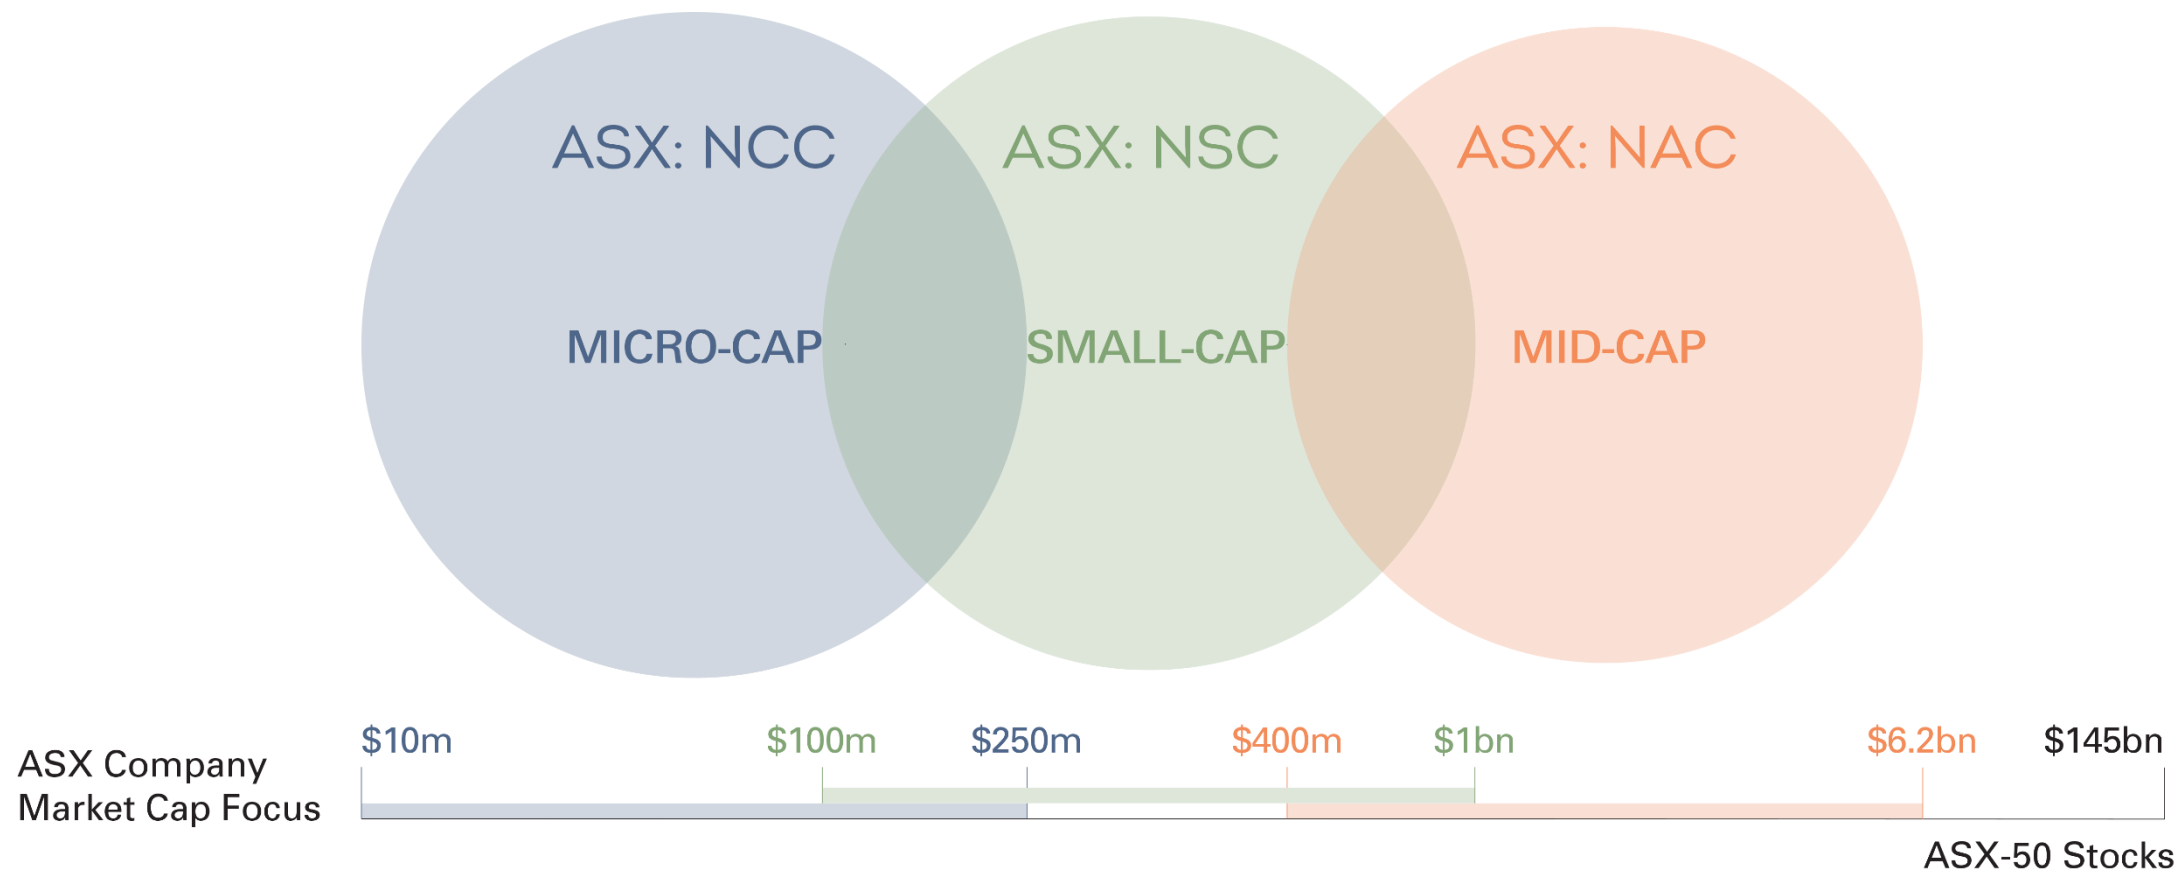 ASX: NCC
ASX: NSC
ASX: NAC
MICRO-CAP
SMALL-CAP
MID-CAP
$10m
$100m
$250m
$400m
$1bn
$6.2bn
$145bn
ASX Company
Market Cap Focus
ASX-50 Stocks